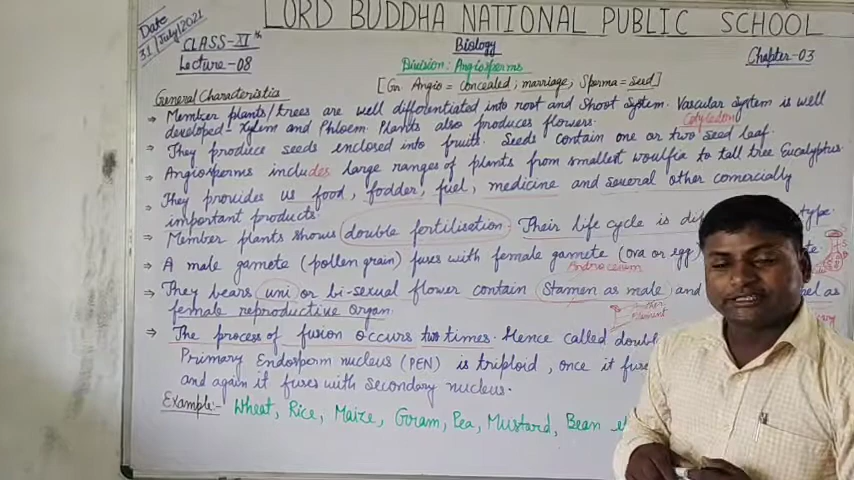 LORD BUDDHA NATIONAL PUBLIC SCHOOL
Date
31/July/2021
CLASS-XIth
Lecture-08
Biology
Division: Angiosperms
[Gr. Angio = concealed, marriage, Sperma = seed]
Chapter-03
General Characteristics
Member plants/trees are well differentiated into root and Shoot System. Vascular System is well
developed- Xylem and Phloem. Plants also produces flowers.
Cotyledon
They produce seeds enclosed into fruits. Seeds contain one or two seed leaf.
Angiosperms includes large ranges of plants from smallest woulfia to tall tree Eucalyptus.
They provides us food, fodder, fuel, medicine and several other comercially
important products.
Member plants shows double fertilisation. Their life cycle is
A male gamete (pollen grain) fuses with female gamete (ova or egg)
Androecium
They bears uni or bi-sexual flower contain Stamen as male, and as
female reproductive organ.
filament
The process of fusion occurs two times. Hence called
Primary Endosperm nucleus (PEN) is triploid, once it
and again it fuses with secondary nucleus.
Example:- Wheat, Rice, Maize, Gram, Pea, Mustard, Bean